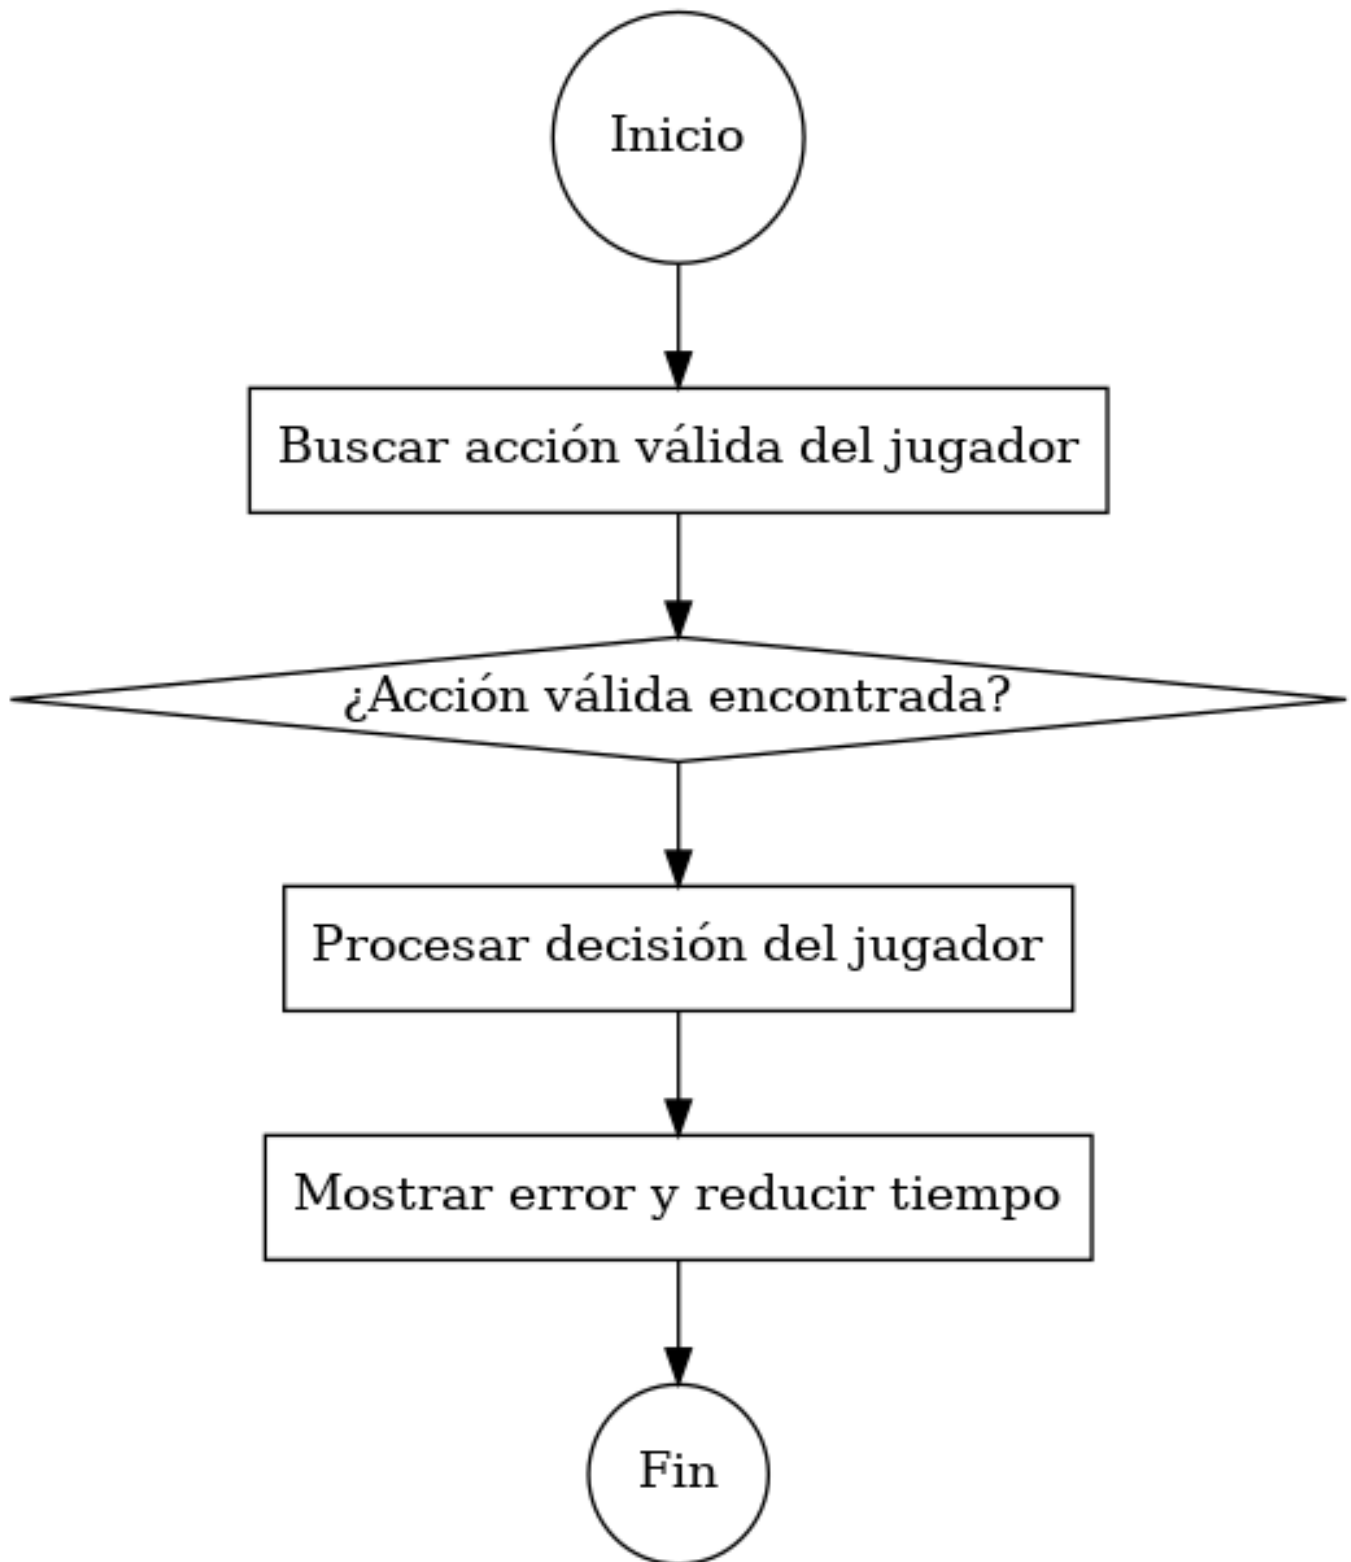 Inicio
Buscar acción válida del jugador
¿Acción válida encontrada?
Procesar decisión del jugador
Mostrar error y reducir tiempo
Fin